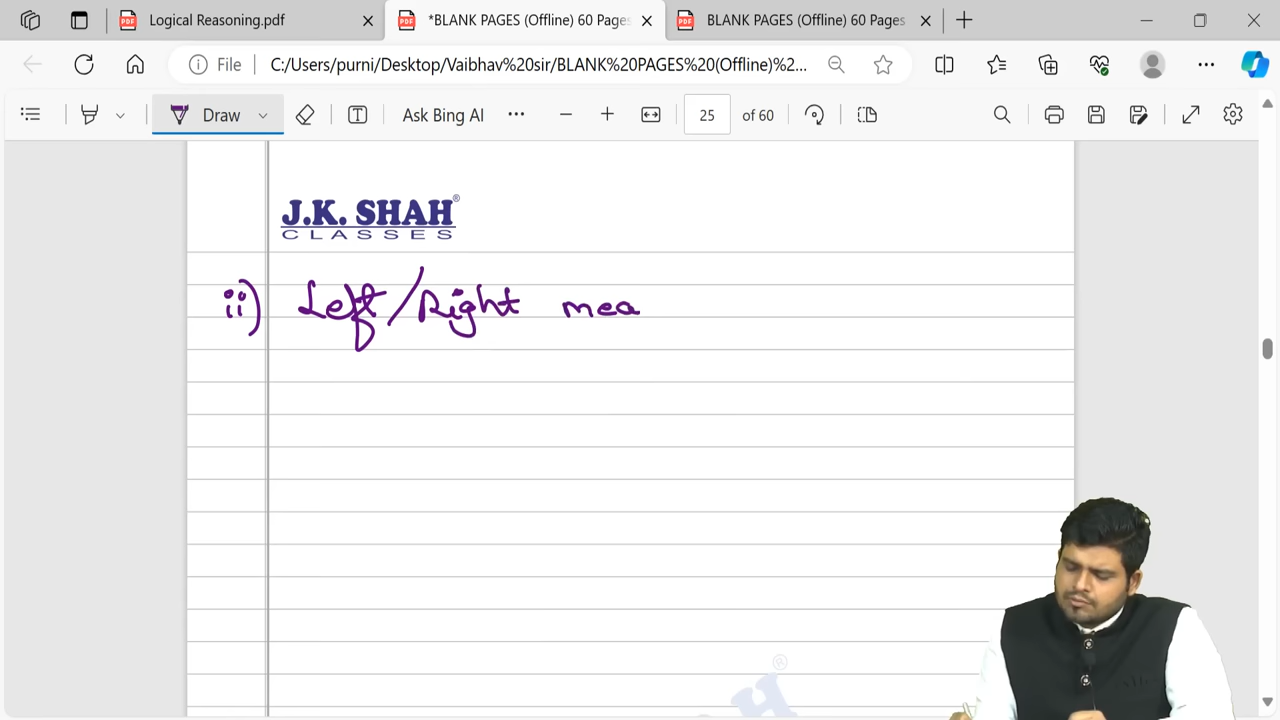 Logical Reasoning.pdf
*BLANK PAGES (Offline) 60 Pages
BLANK PAGES (Offline) 60 Pages
File
C:/Users/purni/Desktop/Vaibhav%20sir/BLANK%20PAGES%20(Offline)%2...
Draw
Ask Bing AI
25 of 60
J.K. SHAH®
CLASSES
ii) Left/Right mea
H®